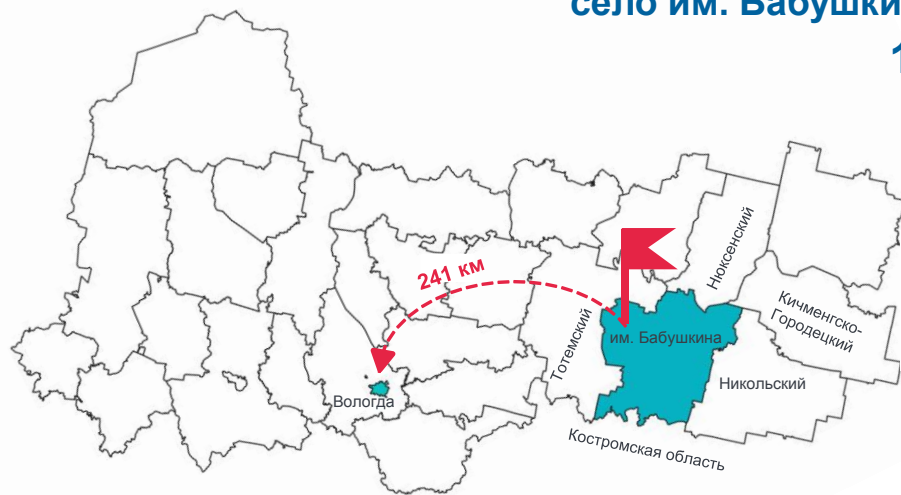 село им. Бабушки
1
241 км
Нюксенский
Кичменгско-
Городецкий
Тотемский
им. Бабушкина
Никольский
Вологда
Костромская область